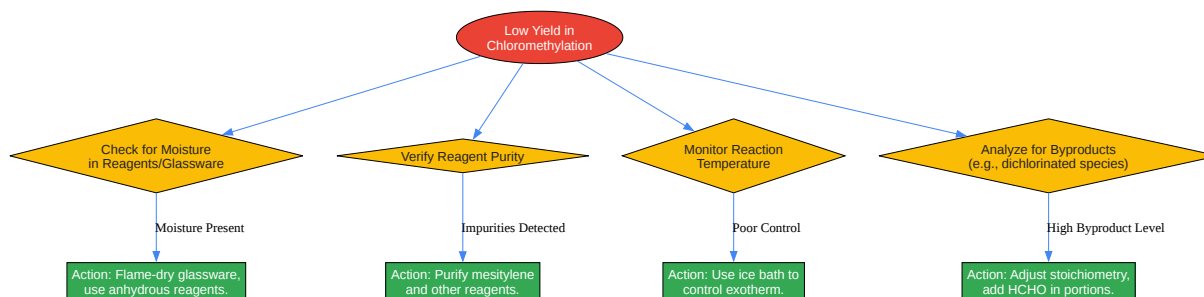 Low Yield in
Chloromethylation
Check for Moisture
in Reagents/Glassware
Verify Reagent Purity
Monitor Reaction
Temperature
Analyze for Byproducts
(e.g., dichlorinated species)
Moisture Present
Impurities Detected
Poor Control
High Byproduct Level
Action: Flame-dry glassware,
use anhydrous reagents.
Action: Purify mesitylene
and other reagents.
Action: Use ice bath to
control exotherm.
Action: Adjust stoichiometry,
add HCHO in portions.